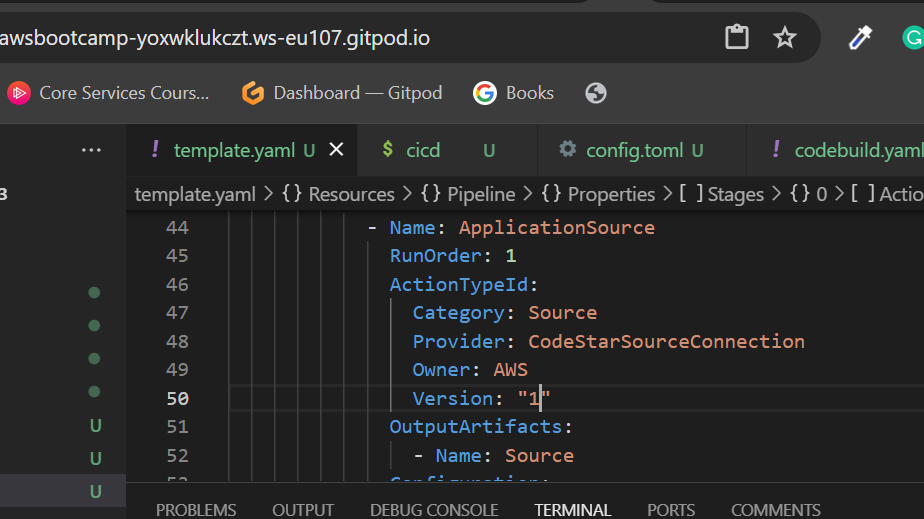 awsbootcamp-yoxwklukczt.ws-eu107.gitpod.io
Core Services Cours... Dashboard — Gitpod Books
... ! template.yaml U × $ cicd U config.toml U ! codebuild.yaml
3 template.yaml > {} Resources > {} Pipeline > {} Properties > [ ] Stages > {} 0 > [ ] Actio
44 - Name: ApplicationSource
45 RunOrder: 1
46 ActionTypeId:
47 Category: Source
48 Provider: CodeStarSourceConnection
49 Owner: AWS
50 Version: "1"
51 OutputArtifacts:
U
52 - Name: Source
U
U
PROBLEMS OUTPUT DEBUG CONSOLE TERMINAL PORTS COMMENTS